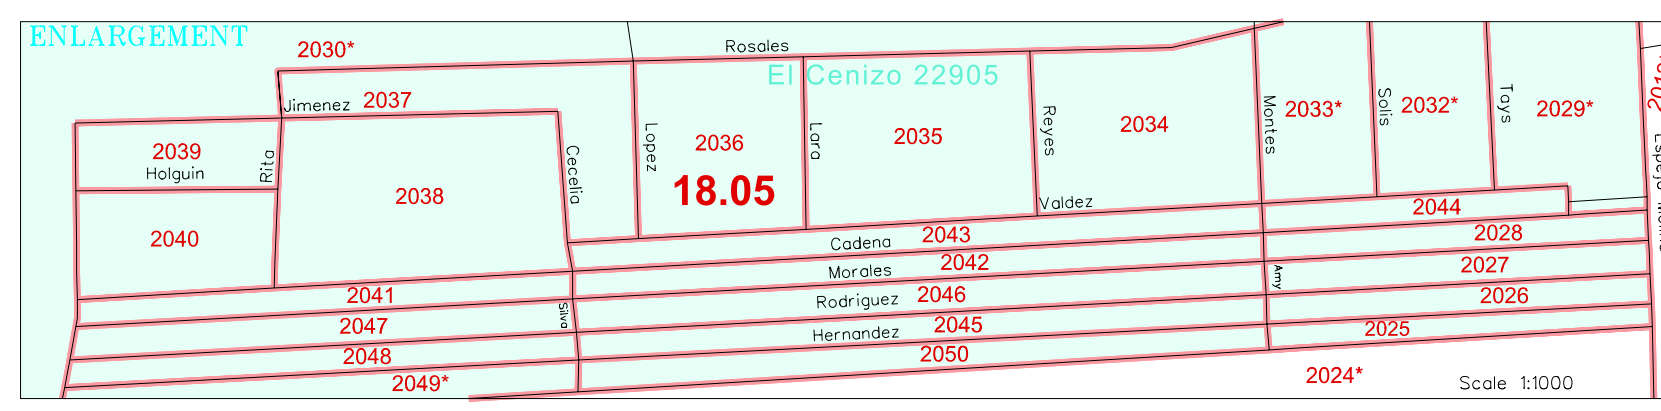 ENLARGEMENT
2030*
Rosales
El Cenizo 22905
Jimenez 2037
2039
Holguin
Rita
2038
Cecelia
Lopez
2036
18.05
Lara
2035
Reyes
2034
Montes
2033*
Solis
2032*
Tays
2029*
2040
Valdez
2044
Cadena 2043
2028
Morales 2042
2027
Amy
2041
Silva
Rodriguez 2046
2026
2047
Hernandez 2045
2025
2048
2050
2049*
2024*
Scale 1:1000
Espejo